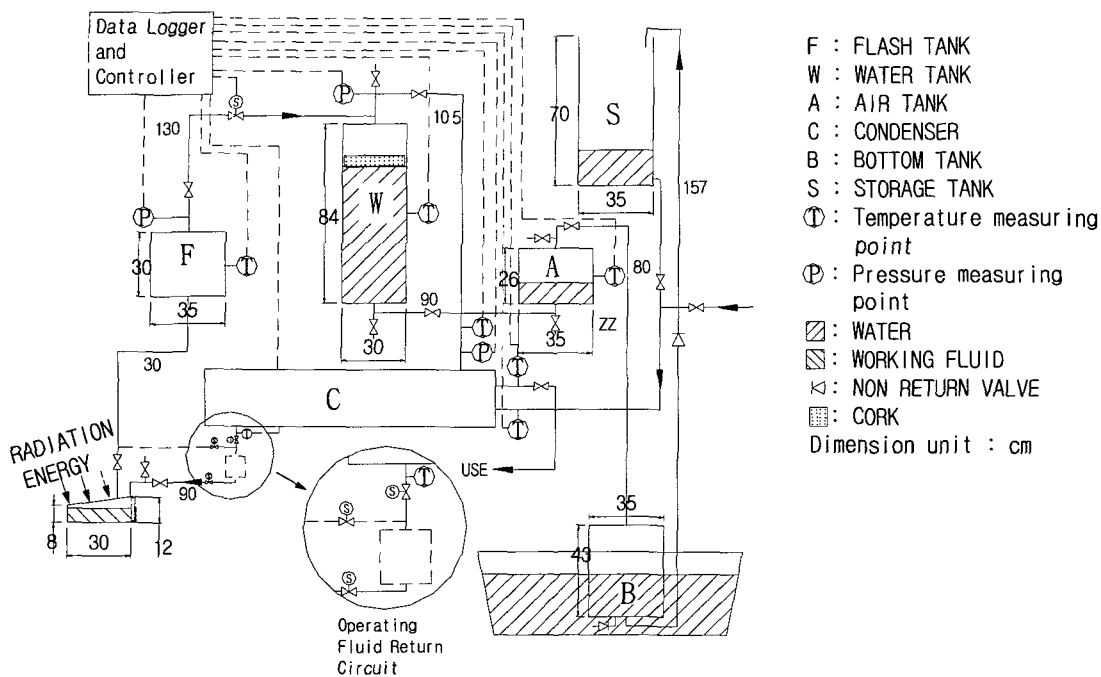 Data Logger
and
Controller
F : FLASH TANK
W : WATER TANK
A : AIR TANK
C : CONDENSER
B : BOTTOM TANK
S : STORAGE TANK
T : Temperature measuring
point
P : Pressure measuring
point
: WATER
: WORKING FLUID
: NON RETURN VALVE
: CORK
Dimension unit : cm
S
P
130
105
70
S
157
35
W
84
T
P
F
30
T
35
A
26
T
80
90
30
35
ZZ
T
P
T
30
C
T
RADIATION
ENERGY
90
USE
8
30
12
T
S
S
S
Operating
Fluid Return
Circuit
35
43
B